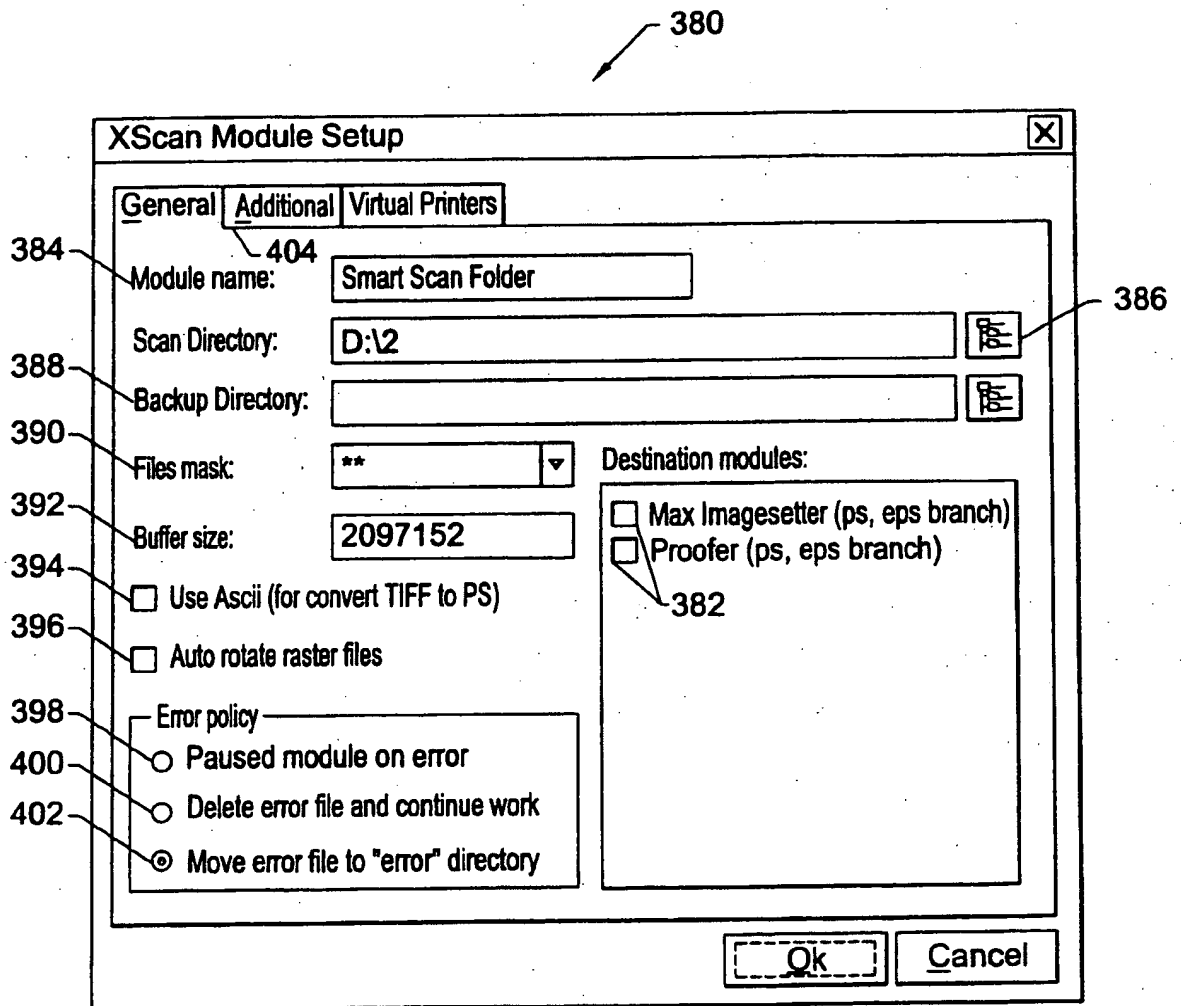 380
XScan Module Setup X
General Additional Virtual Printers
404
384 Module name: Smart Scan Folder
Scan Directory: D:\2 386
388 Backup Directory:
390 Files mask: ** Destination modules:
Max Imagesetter (ps, eps branch)
392 Buffer size: 2097152 Proofer (ps, eps branch)
382
394 Use Ascii (for convert TIFF to PS)
396 Auto rotate raster files
Error policy
398 Paused module on error
400 Delete error file and continue work
402 Move error file to "error" directory
Ok Cancel